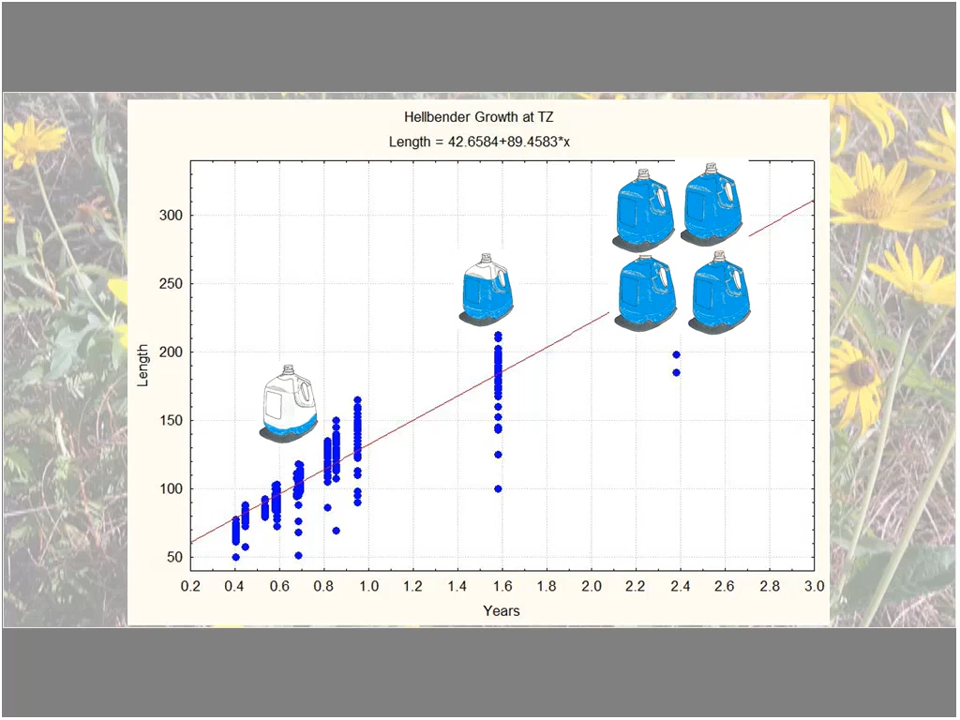 Hellbender Growth at TZ
Length = 42.6584+89.4583*x
300
250
200
150
100
50
Length
0.2 0.4 0.6 0.8 1.0 1.2 1.4 1.6 1.8 2.0 2.2 2.4 2.6 2.8 3.0
Years